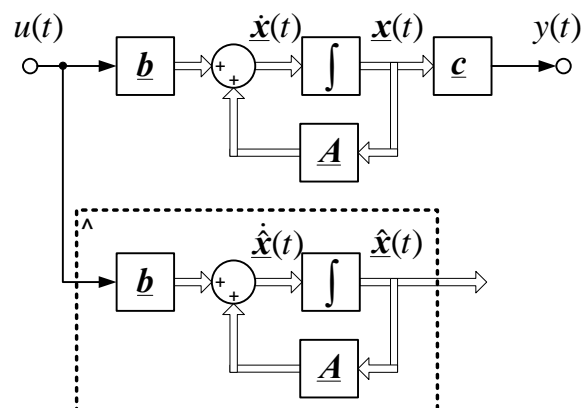 u(t) ẋ(t) x(t) y(t)
b + + ∫ c
A
^
x̂̇(t) x̂(t)
b + + ∫
A